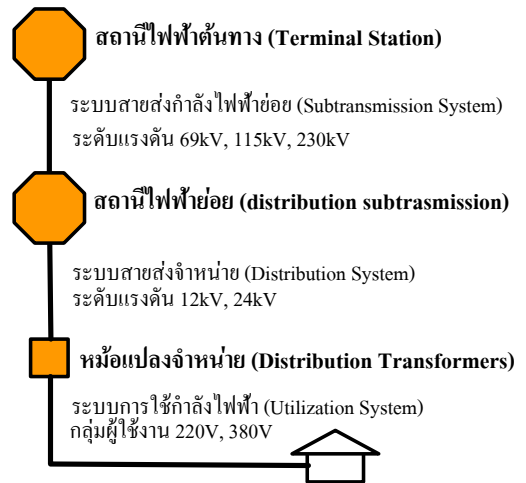 สถานีไฟฟ้าต้นทาง (Terminal Station)
ระบบสายส่งกำลังไฟฟ้าย่อย (Subtransmission System)
ระดับแรงดัน 69kV, 115kV, 230kV
สถานีไฟฟ้าย่อย (distribution subtrasmission)
ระบบสายส่งจำหน่าย (Distribution System)
ระดับแรงดัน 12kV, 24kV
หม้อแปลงจำหน่าย (Distribution Transformers)
ระบบการใช้กำลังไฟฟ้า (Utilization System)
กลุ่มผู้ใช้งาน 220V, 380V